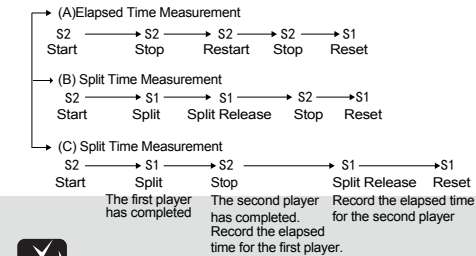 (A)Elapsed Time Measurement
S2 S2 S2 S2 S1
Start Stop Restart Stop Reset
(B) Split Time Measurement
S2 S1 S1 S2 S1
Start Split Split Release Stop Reset
(C) Split Time Measurement
S2 S1 S2 S1 S1
Start Split Stop Split Release Reset
The first player The second player Record the elapsed time
has completed has completed. for the second player
Record the elapsed
time for the first player.